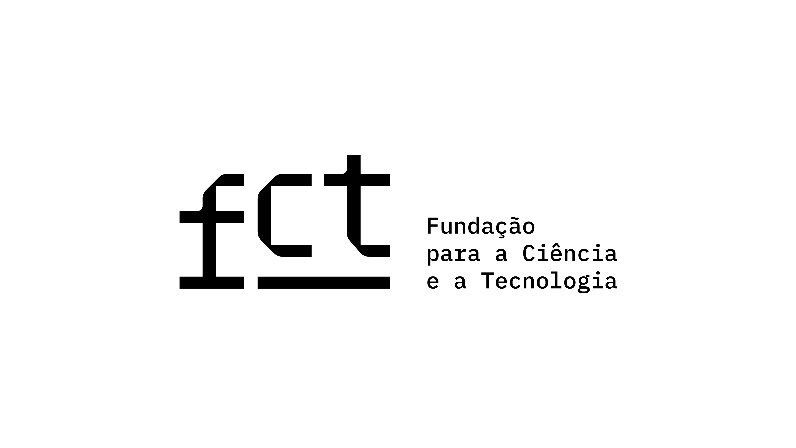 fct
Fundação
para a Ciência
e a Tecnologia